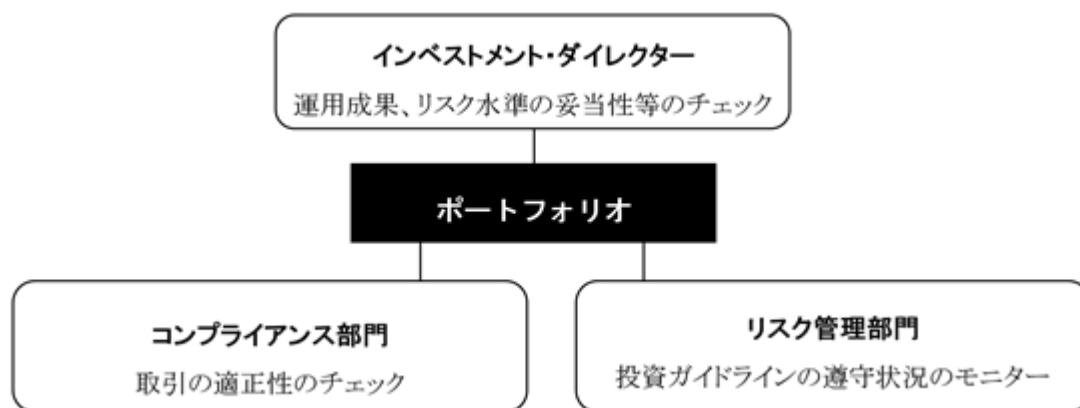 インベストメント・ダイレクター
運用成果、リスク水準の妥当性等のチェック
ポートフォリオ
コンプライアンス部門
取引の適正性のチェック
リスク管理部門
投資ガイドラインの遵守状況のモニター